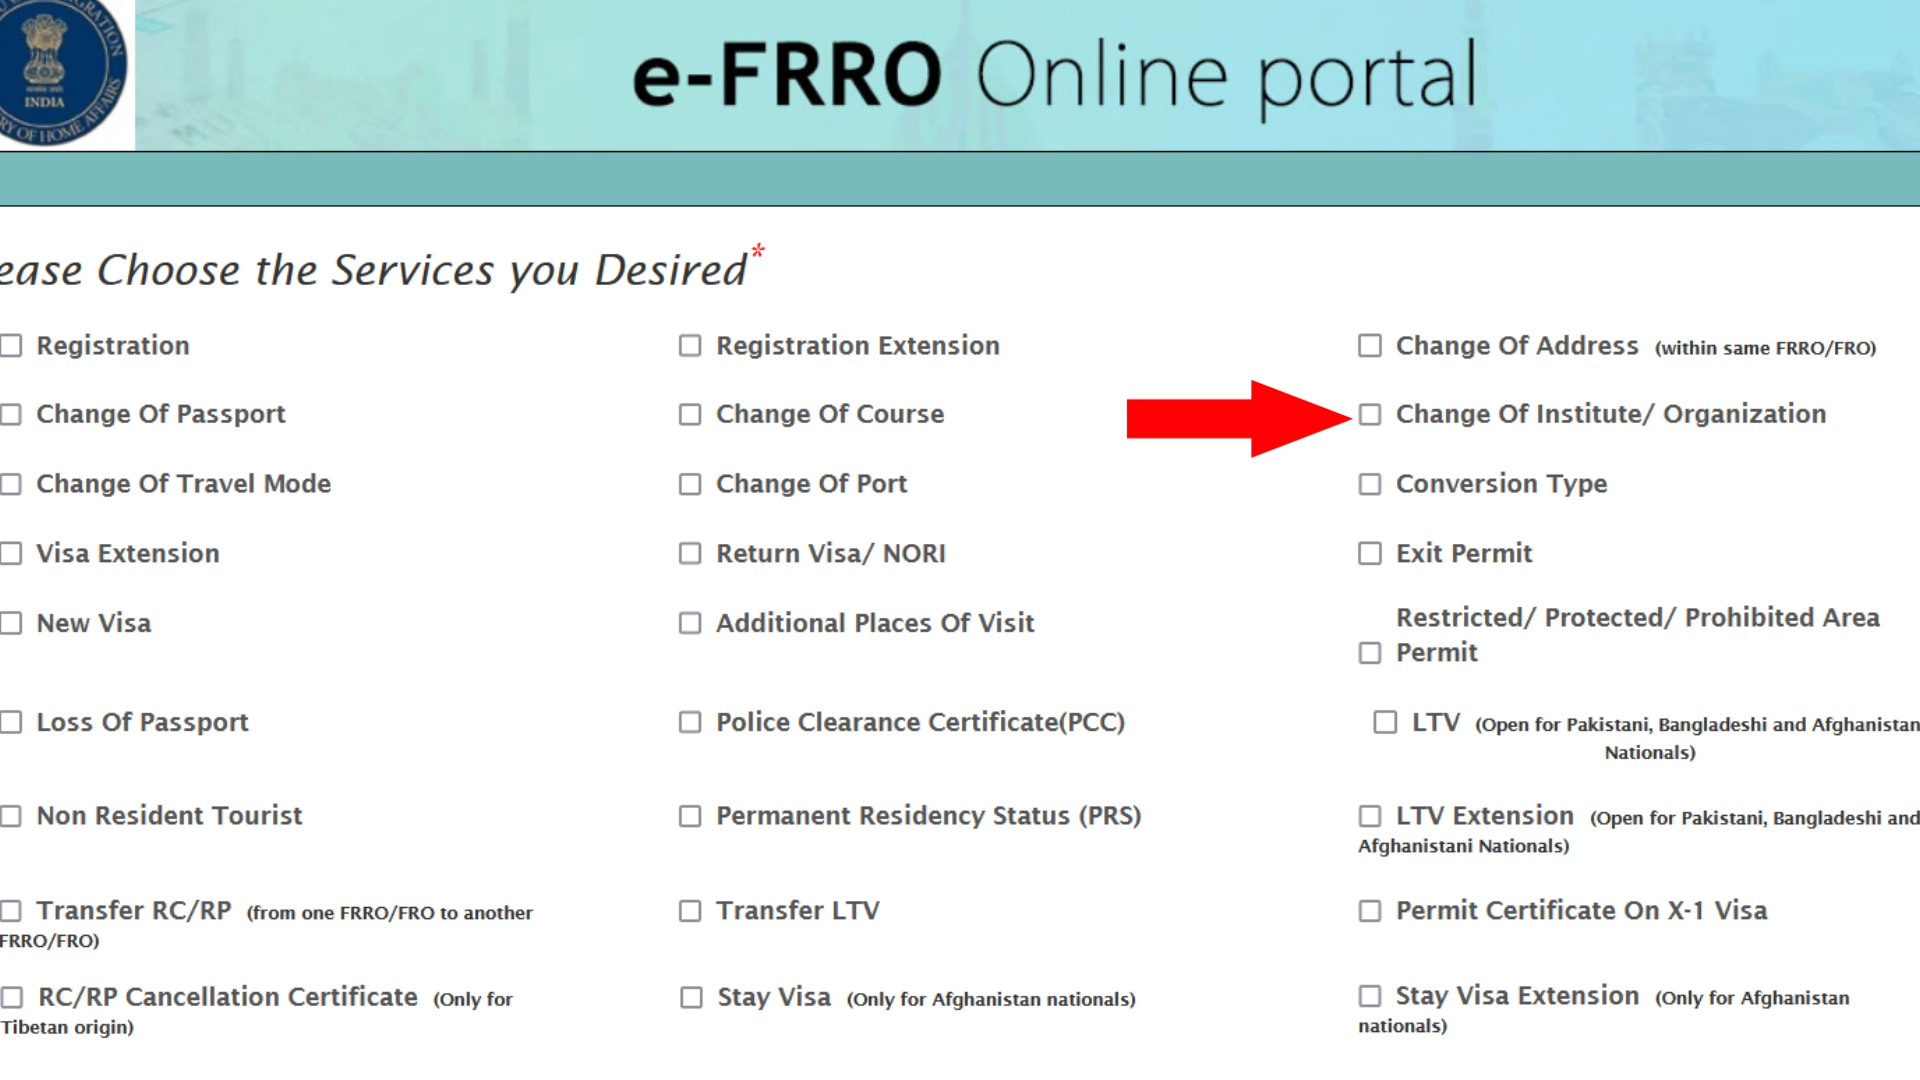 INDIA
e-FRRO Online portal
ease Choose the Services you Desired*
Registration
Registration Extension
Change Of Address (within same FRRO/FRO)
Change Of Passport
Change Of Course
Change Of Institute/ Organization
Change Of Travel Mode
Change Of Port
Conversion Type
Visa Extension
Return Visa/ NORI
Exit Permit
New Visa
Additional Places Of Visit
Restricted/ Protected/ Prohibited Area
Permit
Loss Of Passport
Police Clearance Certificate(PCC)
LTV (Open for Pakistani, Bangladeshi and Afghanistan
Nationals)
Non Resident Tourist
Permanent Residency Status (PRS)
LTV Extension (Open for Pakistani, Bangladeshi and
Afghanistani Nationals)
Transfer RC/RP (from one FRRO/FRO to another
FRRO/FRO)
Transfer LTV
Permit Certificate On X-1 Visa
RC/RP Cancellation Certificate (Only for
Tibetan origin)
Stay Visa (Only for Afghanistan nationals)
Stay Visa Extension (Only for Afghanistan
nationals)